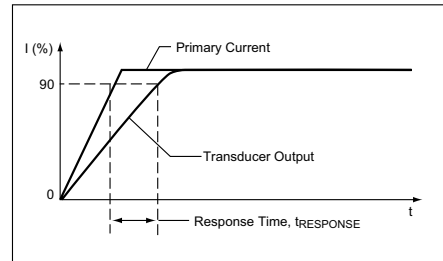 I (%)
Primary Current
90
Transducer Output
0
t
Response Time, tRESPONSE